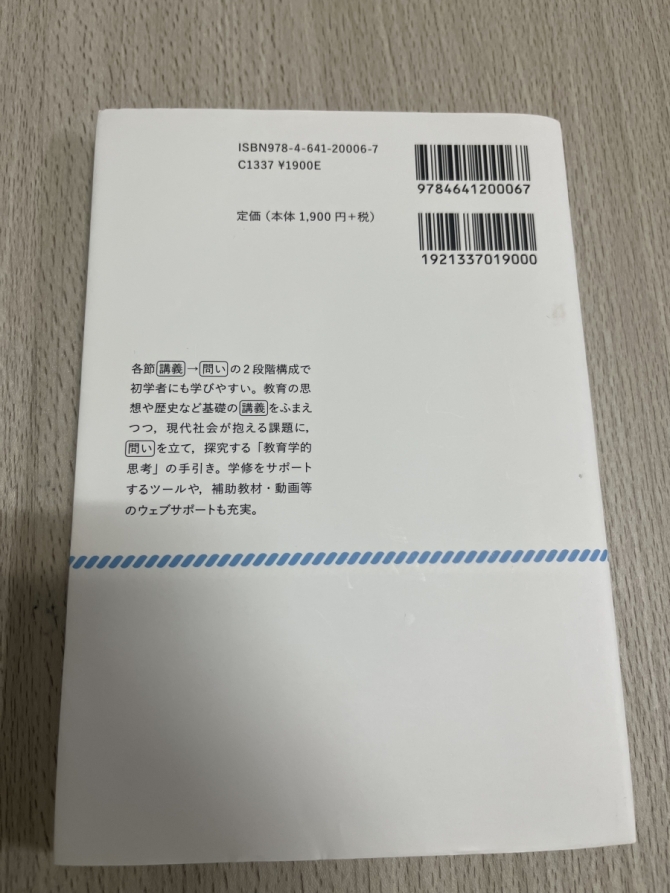 ISBN978-4-641-20006-7
C1337 ¥1900E
9784641200067
定価（本体 1,900 円+税）
1921337019000
各節講義→問いの2段階構成で
初学者にも学びやすい。教育の思
想や歴史など基礎の講義をふまえ
つつ，現代社会が抱える課題に，
問いを立て，探究する「教育学的
思考」の手引き。学修をサポート
するツールや，補助教材・動画等
のウェブサポートも充実。